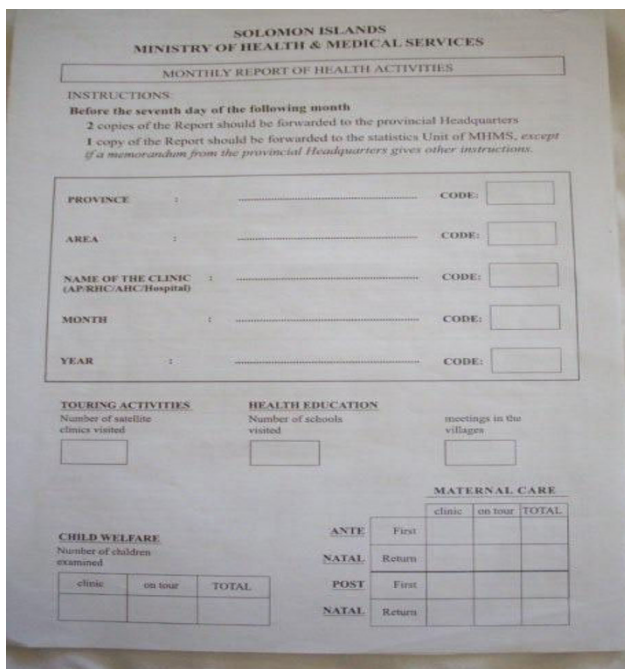 SOLOMON ISLANDS
MINISTRY OF HEALTH & MEDICAL SERVICES
MONTHLY REPORT OF HEALTH ACTIVITIES
INSTRUCTIONS
Before the seventh day of the following month
2 copies of the Report should be forwarded to the provincial Headquarters
1 copy of the Report should be forwarded to the statistics Unit of MHMS, except
if a memorandum from the provincial Headquarters gives other instructions.
PROVINCE : CODE:
AREA : CODE:
NAME OF THE CLINIC : CODE:
(AP/RHC/AHC/Hospital)
MONTH : CODE:
YEAR : CODE:
TOURING ACTIVITIES HEALTH EDUCATION
Number of satellite Number of schools meetings in the
clinics visited visited villages
MATERNAL CARE
clinic on tour TOTAL
CHILD WELFARE
Number of children
examined
clinic on tour TOTAL
ANTE First
NATAL Return
POST First
NATAL Return